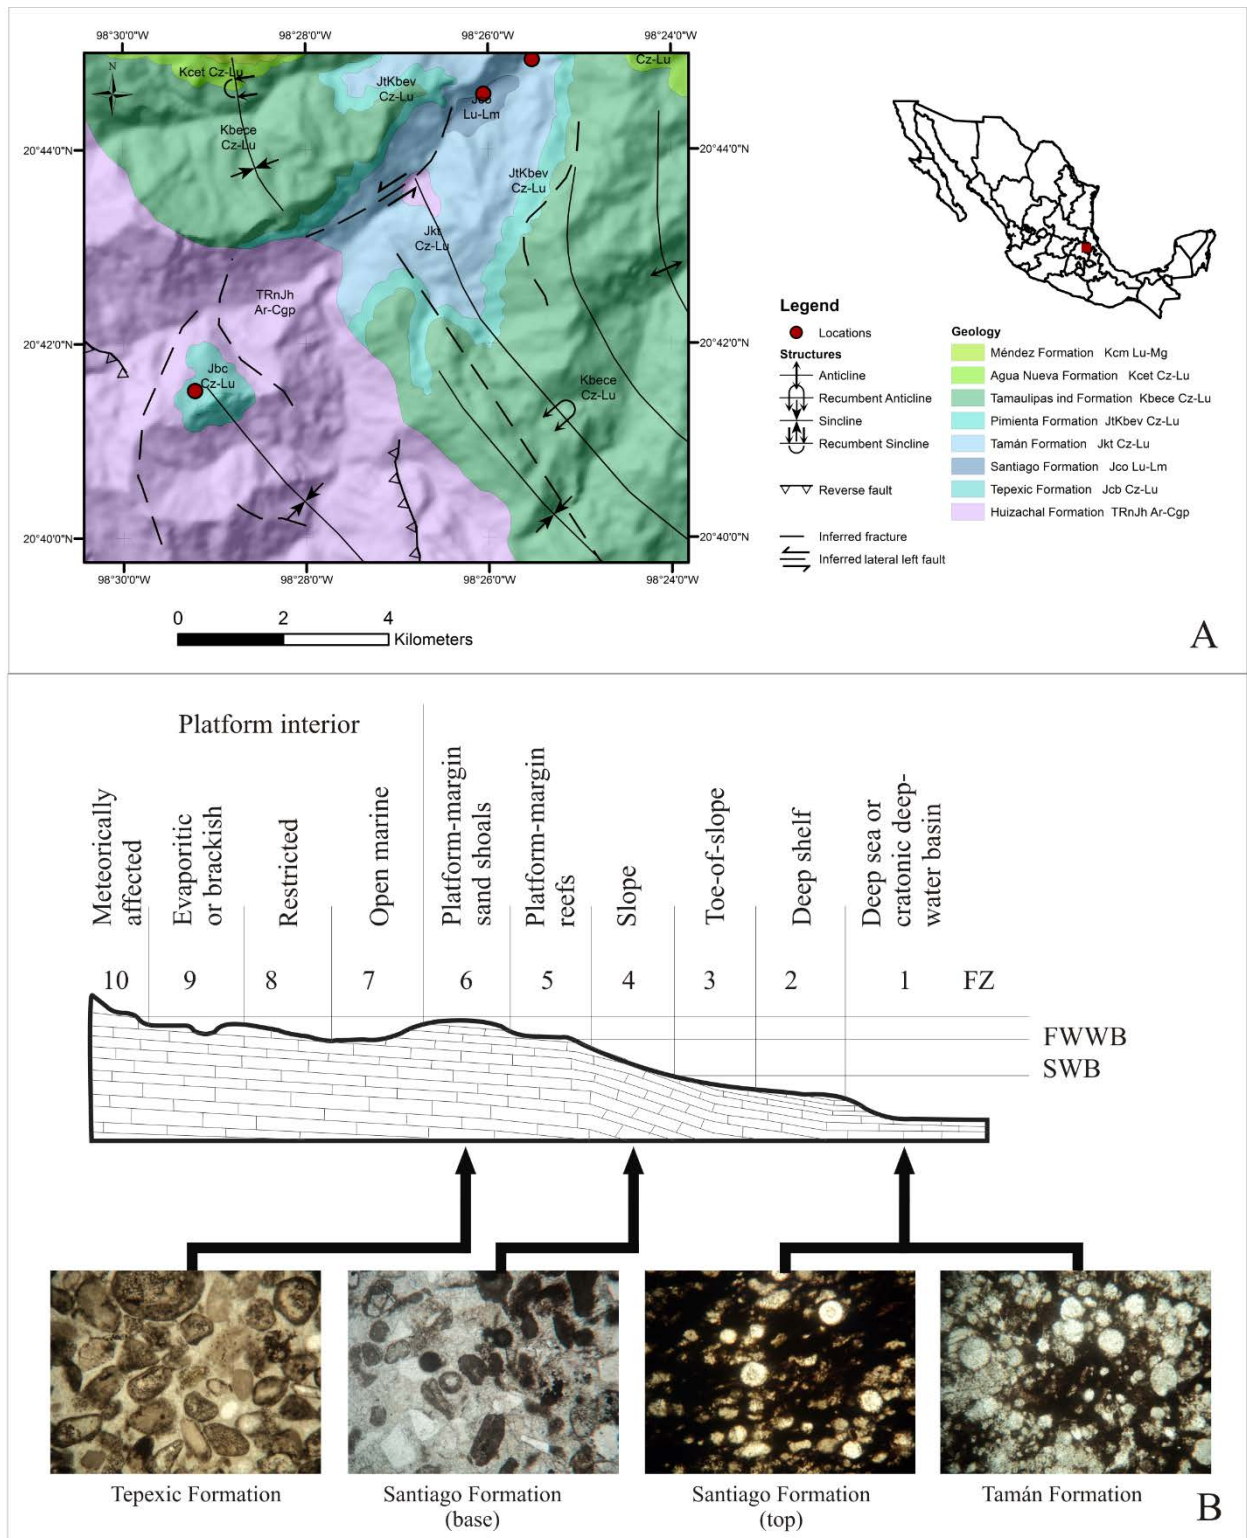 98°30'0"W
98°28'0"W
98°26'0"W
98°24'0"W
N
Kcet Cz-Lu
JtKbev
Cz-Lu
Cz-Lu
Jco
Lu-Lm
Kbece
Cz-Lu
20°44'0"N
20°44'0"N
JtKbev
Cz-Lu
Jkt
Cz-Lu
TRnJh
Ar-Cgp
20°42'0"N
20°42'0"N
Jbc
Cz-Lu
Kbece
Cz-Lu
20°40'0"N
20°40'0"N
98°30'0"W
98°28'0"W
98°26'0"W
98°24'0"W
0
2
4
Kilometers
Legend
Locations
Structures
Anticline
Recumbent Anticline
Sincline
Recumbent Sincline
Reverse fault
Inferred fracture
Inferred lateral left fault
Geology
Méndez Formation Kcm Lu-Mg
Agua Nueva Formation Kcet Cz-Lu
Tamaulipas ind Formation Kbece Cz-Lu
Pimienta Formation JtKbev Cz-Lu
Tamán Formation Jkt Cz-Lu
Santiago Formation Jco Lu-Lm
Tepexic Formation Jcb Cz-Lu
Huizachal Formation TRnJh Ar-Cgp
A
Platform interior
Meteorically
affected
Evaporitic
or brackish
Restricted
Open marine
Platform-margin
sand shoals
Platform-margin
reefs
Slope
Toe-of-slope
Deep shelf
Deep sea or
cratonic deep-
water basin
10 9 8 7 6 5 4 3 2 1 FZ
FWWB
SWB
Tepexic Formation
Santiago Formation
(base)
Santiago Formation
(top)
Tamán Formation
B